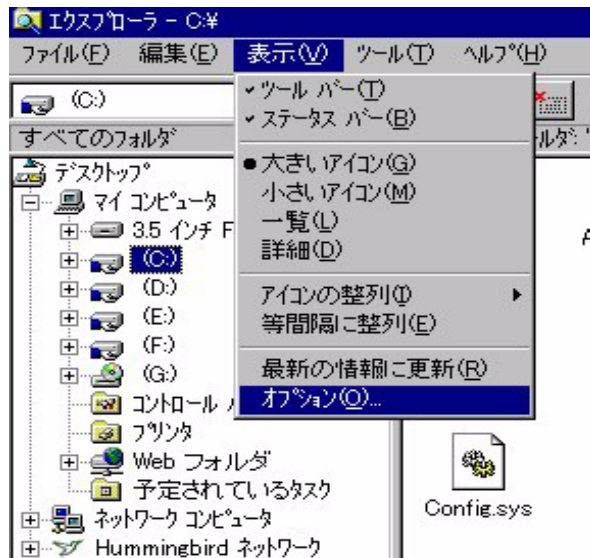 エクスプローラ - C:¥
ファイル(F) 編集(E) 表示(V) ツール(T) ヘルプ(H)
(C:)
すべてのフォルダ
デスクトップ
マイ コンピュータ
3.5 インチ F
(C:)
(D:)
(E:)
(F:)
(G:)
コントロール
プリンタ
Web フォルダ
予定されているタスク
ネットワーク コンピュータ
Hummingbird ネットワーク
ツール バー(T)
ステータス バー(B)
大きいアイコン(G)
小さいアイコン(M)
一覧(L)
詳細(D)
アイコンの整列(I)
等間隔に整列(E)
最新の情報に更新(R)
オプション(O)...
Config.sys